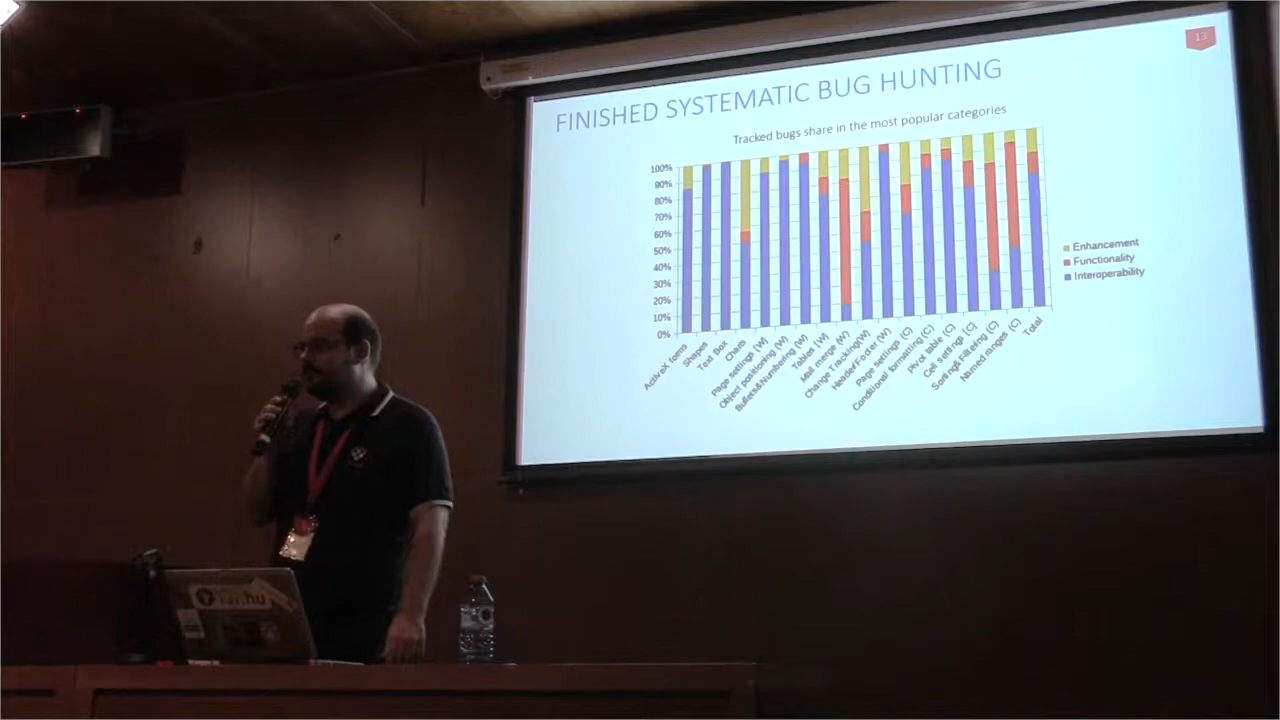 13
FINISHED SYSTEMATIC BUG HUNTING
Tracked bugs share in the most popular categories
100%
90%
80%
70%
60%
50%
40%
30%
20%
10%
0%
Enhancement
Functionality
Interoperability
ActiveX forms
Shapes
Text Box
Charts
Page settings (W)
Object positioning (W)
Bullets&Numbering (W)
Tables (W)
Mail merge (W)
Change Tracking(W)
Header/Footer (W)
Page settings (C)
Conditional formatting (C)
Pivot table (C)
Cell settings (C)
Sorting&Filtering (C)
Named ranges (C)
Total